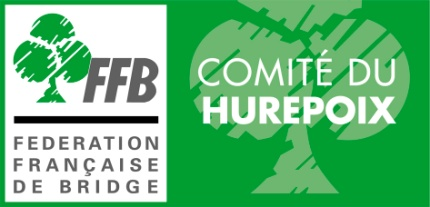 FFB
FEDERATION
FRANÇAISE
DE BRIDGE
COMITÉ DU
HUREPOIX